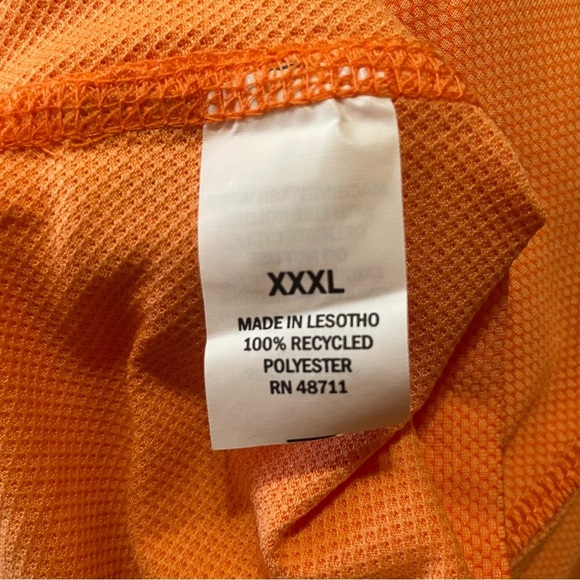 XXXL
MADE IN LESOTHO
100% RECYCLED
POLYESTER
RN 48711